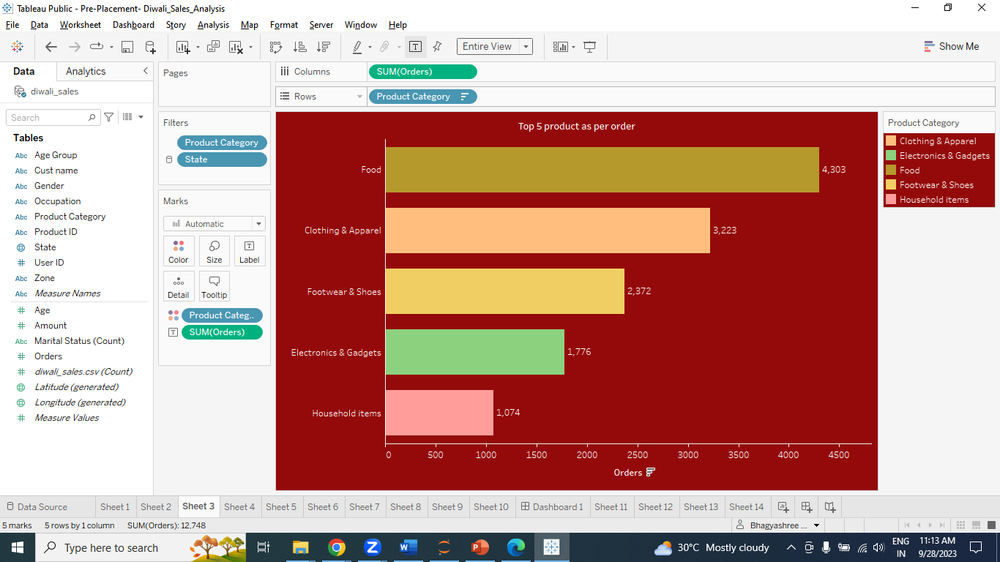 Tableau Public - Pre-Placement- Diwali_Sales_Analysis
File Data Worksheet Dashboard Story Analysis Map Format Server Window Help
Entire View
Show Me
Data Analytics
diwali_sales
Search
Tables
Abc Age Group
Abc Cust name
Abc Gender
Abc Occupation
Abc Product Category
Abc Product ID
State
# User ID
Abc Zone
Abc Measure Names
# Age
# Amount
Abc Marital Status (Count)
# Orders
# diwali_sales.csv (Count)
Latitude (generated)
Longitude (generated)
# Measure Values
Pages
Filters
Product Category
State
Marks
Automatic
Color Size Label
Detail Tooltip
Product Categ..
SUM(Orders)
Columns SUM(Orders)
Rows Product Category
Top 5 product as per order
Food 4,303
Clothing & Apparel 3,223
Footwear & Shoes 2,372
Electronics & Gadgets 1,776
Household items 1,074
0 500 1000 1500 2000 2500 3000 3500 4000 4500
Orders
Product Category
Clothing & Apparel
Electronics & Gadgets
Food
Footwear & Shoes
Household items
Data Source Sheet 1 Sheet 2 Sheet 3 Sheet 4 Sheet 5 Sheet 6 Sheet 7 Sheet 8 Sheet 9 Sheet 10 Dashboard 1 Sheet 11 Sheet 12 Sheet 13 Sheet 14
5 marks 5 rows by 1 column SUM(Orders): 12,748 Bhagyashree ...
Type here to search
30°C Mostly cloudy
ENG
IN
11:13 AM
9/28/2023